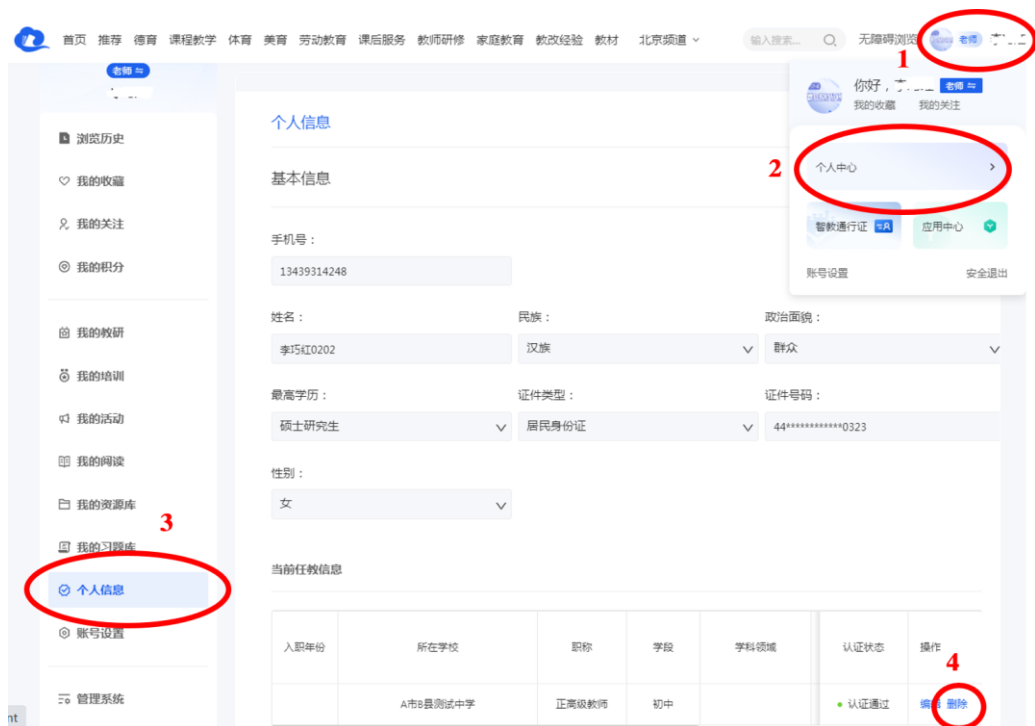 首页 推荐 德育 课程教学 体育 美育 劳动教育 课后服务 教师研修 家庭教育 教改经验 教材 北京频道 输入搜索... 无障碍浏览 老师
1
老师
你好，李 老师
我的收藏 我的关注
2
个人中心
智教通行证 应用中心
账号设置 安全退出
浏览历史
我的收藏
我的关注
我的积分
我的教研
我的培训
我的活动
我的阅读
我的资源库
3
我的习题库
个人信息
账号设置
管理系统
nt
个人信息
基本信息
手机号：
13439314248
姓名： 民族： 政治面貌：
李巧红0202 汉族 群众
最高学历： 证件类型： 证件号码：
硕士研究生 居民身份证 44************0323
性别：
女
当前任教信息
入职年份 所在学校 职称 学段 学科领域 认证状态 操作
4
A市B县测试中学 正高级教师 初中 认证通过 编辑 删除